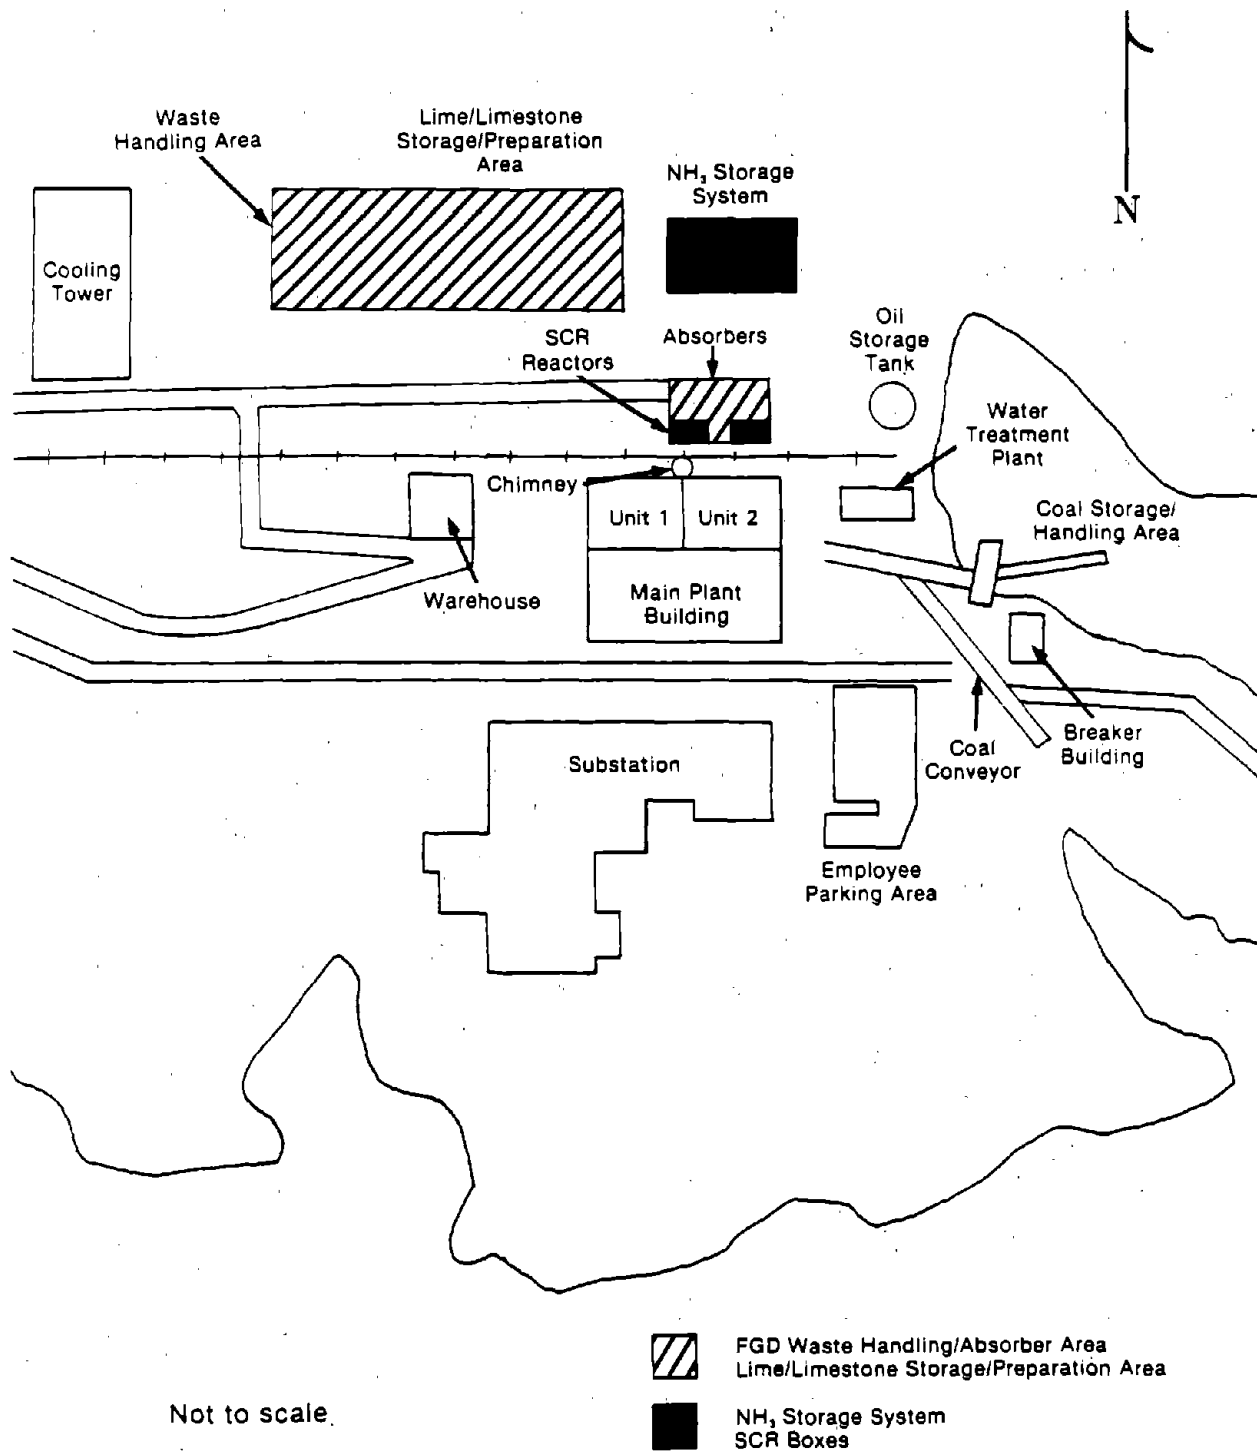 N
Waste
Handling Area
Lime/Limestone
Storage/Preparation
Area
NH₃ Storage
System
Cooling
Tower
SCR
Reactors
Absorbers
Oil
Storage
Tank
Water
Treatment
Plant
Chimney
Unit 1
Unit 2
Coal Storage/
Handling Area
Warehouse
Main Plant
Building
Substation
Coal
Conveyor
Breaker
Building
Employee
Parking Area
FGD Waste Handling/Absorber Area
Lime/Limestone Storage/Preparation Area
Not to scale
NH₃ Storage System
SCR Boxes